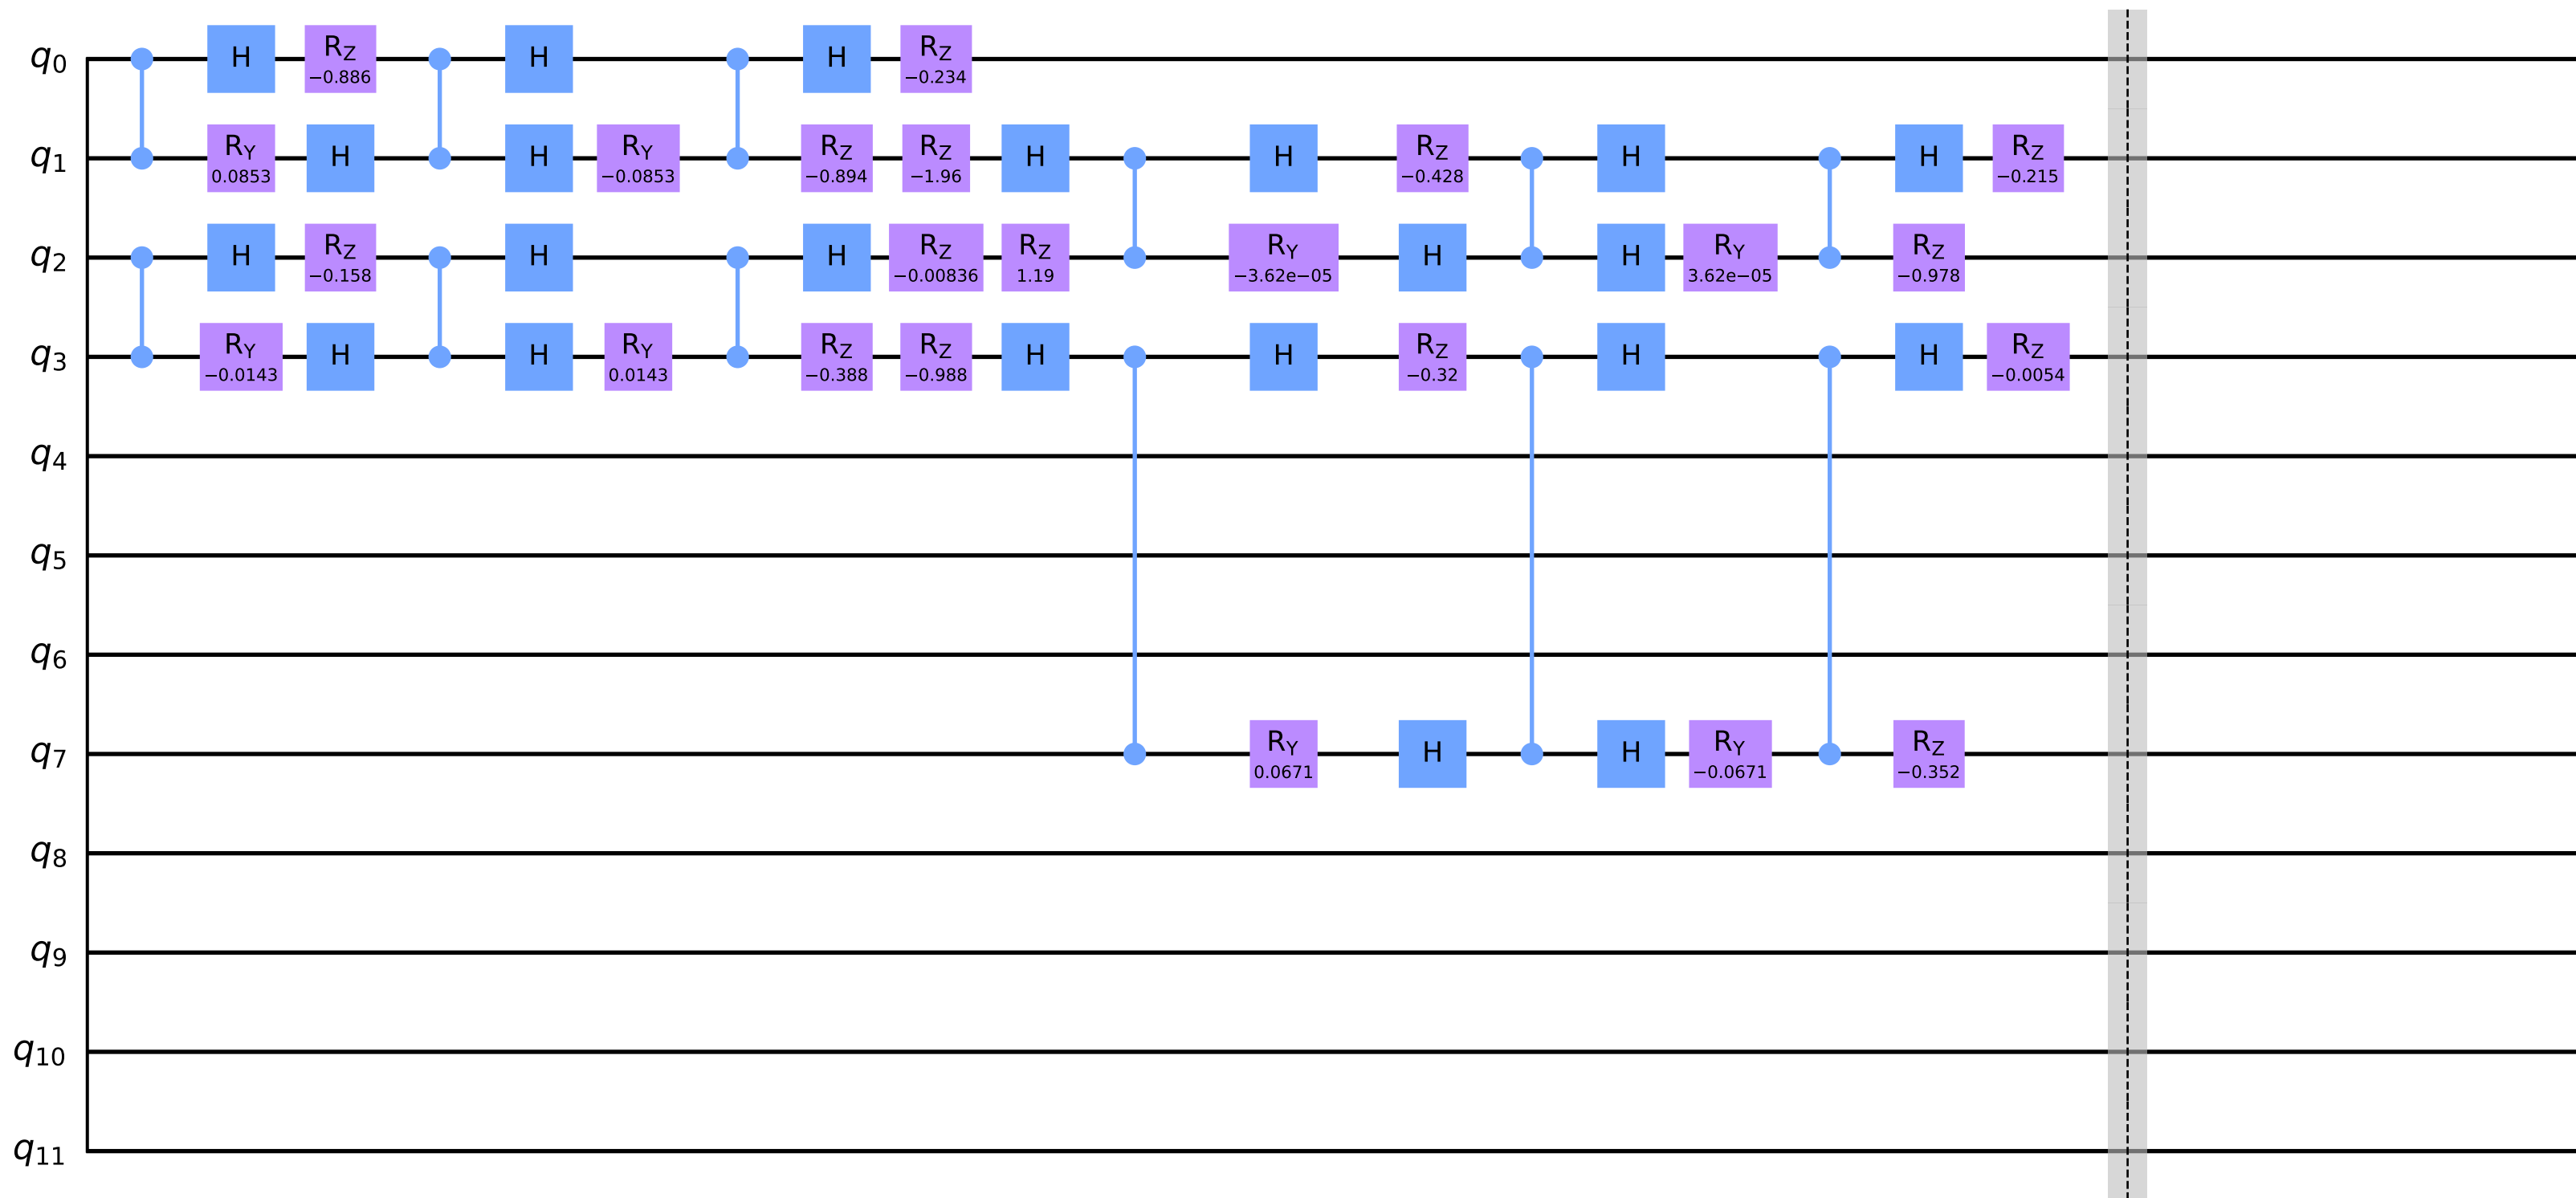 q0 H RZ −0.886 H H RZ −0.234
q1 RY 0.0853 H H RY −0.0853 RZ −0.894 RZ −1.96 H H RZ −0.428 H H RZ −0.215
q2 H RZ −0.158 H H RZ −0.00836 RZ 1.19 RY −3.62e−05 H H RY 3.62e−05 RZ −0.978
q3 RY −0.0143 H H RY 0.0143 RZ −0.388 RZ −0.988 H H RZ −0.32 H H RZ −0.0054
q4
q5
q6
q7 RY 0.0671 H H RY −0.0671 RZ −0.352
q8
q9
q10
q11